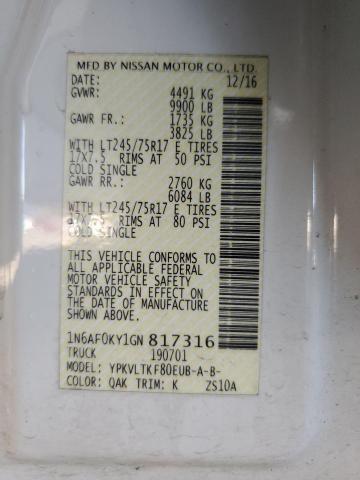 MFD BY NISSAN MOTOR CO., LTD.
DATE: 12/16
GVWR: 4491 KG
9900 LB
GAWR FR.: 1735 KG
3825 LB
WITH LT245/75R17 E TIRES
17X7.5 RIMS AT 50 PSI
COLD SINGLE
GAWR RR.: 2760 KG
6084 LB
WITH LT245/75R17 E TIRES
RIMS AT 80 PSI
COLD SINGLE
THIS VEHICLE CONFORMS TO
ALL APPLICABLE FEDERAL
MOTOR VEHICLE SAFETY
STANDARDS IN EFFECT ON
THE DATE OF MANUFACTURE
SHOWN ABOVE.
1N6AF0KY1GN 817316
TRUCK 190701
MODEL: YPKVLTKF80EUB-A-B-
COLOR: QAK TRIM: K ZS10A